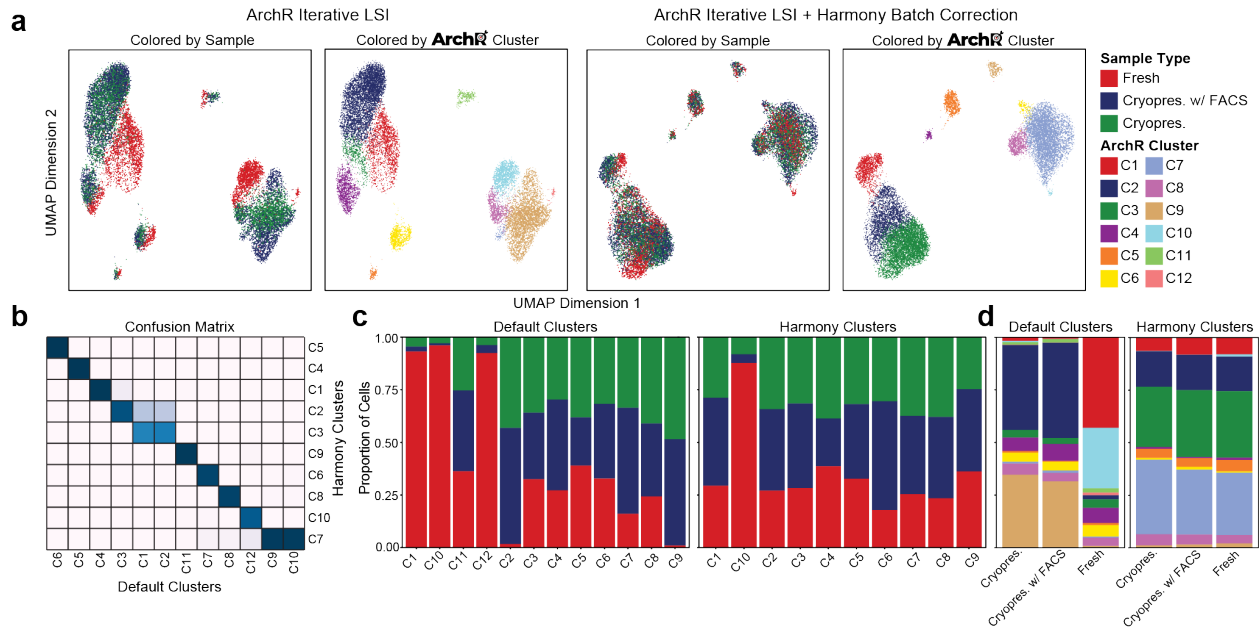 a
ArchR Iterative LSI
ArchR Iterative LSI + Harmony Batch Correction
Colored by Sample
Colored by ArchR Cluster
Colored by Sample
Colored by ArchR Cluster
UMAP Dimension 2
UMAP Dimension 1
Sample Type
Fresh
Cryopres. w/ FACS
Cryopres.
ArchR Cluster
C1 C7
C2 C8
C3 C9
C4 C10
C5 C11
C6 C12
b
Confusion Matrix
C5
C4
C1
C2
C3
C9
C6
C8
C10
C7
Harmony Clusters
C6 C5 C4 C3 C1 C2 C11 C7 C8 C12 C9 C10
Default Clusters
c
Default Clusters
Harmony Clusters
Proportion of Cells
1.00
0.75
0.50
0.25
0.00
C1 C10 C11 C12 C2 C3 C4 C5 C6 C7 C8 C9
C1 C10 C2 C3 C4 C5 C6 C7 C8 C9
d
Default Clusters
Harmony Clusters
Cryopres. Cryopres. w/ FACS Fresh
Cryopres. Cryopres. w/ FACS Fresh